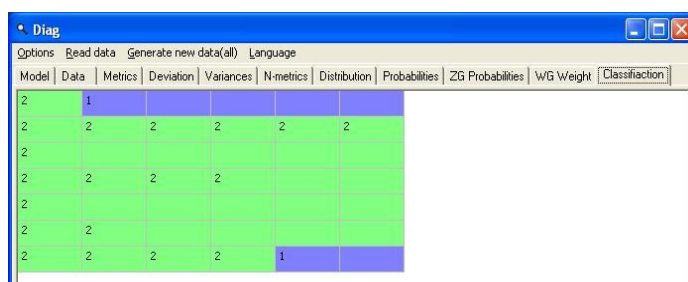 Diag
Options Read data Generate new data(all) Language
Model Data Metrics Deviation Variances N-metrics Distribution Probabilities ZG Probabilities WG Weight Classifiaction
2 1
2 2 2 2 2 2
2
2 2 2 2
2
2 2
2 2 2 2 1